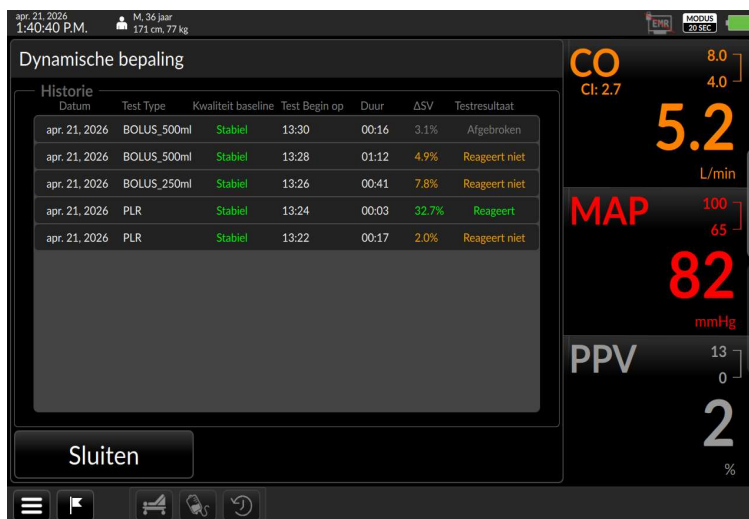 apr. 21, 2026
1:40:40 P.M.
M, 36 jaar
171 cm, 77 kg
EMR
MODUS
20 SEC
Dynamische bepaling
Historie
Datum Test Type Kwaliteit baseline Test Begin op Duur ΔSV Testresultaat
apr. 21, 2026 BOLUS_500ml Stabiel 13:30 00:16 3.1% Afgebroken
apr. 21, 2026 BOLUS_500ml Stabiel 13:28 01:12 4.9% Reageert niet
apr. 21, 2026 BOLUS_250ml Stabiel 13:26 00:41 7.8% Reageert niet
apr. 21, 2026 PLR Stabiel 13:24 00:03 32.7% Reageert
apr. 21, 2026 PLR Stabiel 13:22 00:17 2.0% Reageert niet
Sluiten
CO 8.0
CI: 2.7 4.0
5.2
L/min
MAP 100
65
82
mmHg
PPV 13
0
2
%